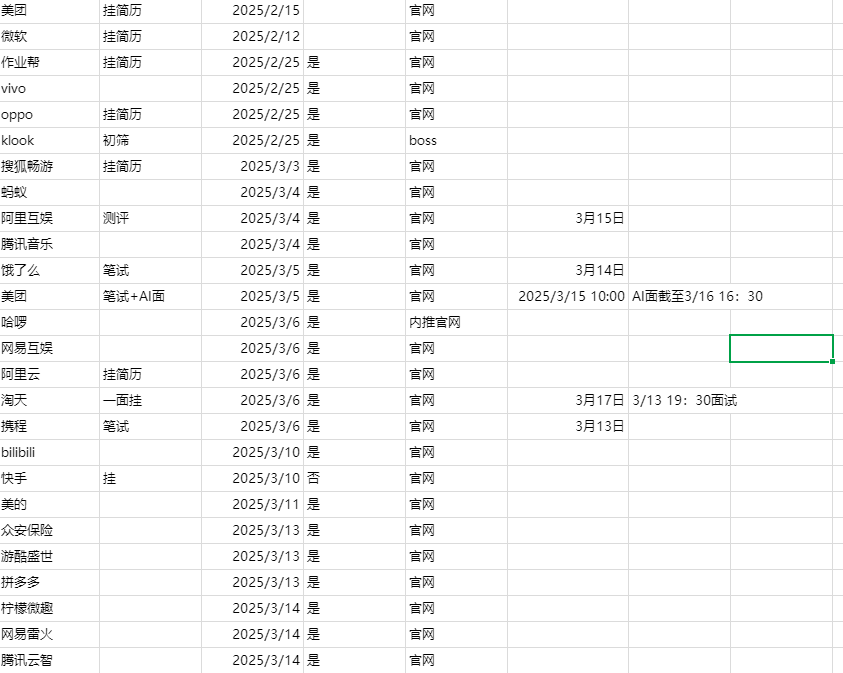 美团 挂简历 2025/2/15 官网
微软 挂简历 2025/2/12 官网
作业帮 挂简历 2025/2/25 是 官网
vivo 2025/2/25 是 官网
oppo 挂简历 2025/2/25 是 官网
klook 初筛 2025/2/25 是 boss
搜狐畅游 挂简历 2025/3/3 是 官网
蚂蚁 2025/3/4 是 官网
阿里互娱 测评 2025/3/4 是 官网 3月15日
腾讯音乐 2025/3/4 是 官网
饿了么 笔试 2025/3/5 是 官网 3月14日
美团 笔试+AI面 2025/3/5 是 官网 2025/3/15 10:00 AI面截至3/16 16：30
哈啰 2025/3/6 是 内推官网
网易互娱 2025/3/6 是 官网
阿里云 挂简历 2025/3/6 是 官网
淘天 一面挂 2025/3/6 是 官网 3月17日 3/13 19：30面试
携程 笔试 2025/3/6 是 官网 3月13日
bilibili 2025/3/10 是 官网
快手 挂 2025/3/10 否 官网
美的 2025/3/11 是 官网
众安保险 2025/3/13 是 官网
游酷盛世 2025/3/13 是 官网
拼多多 2025/3/13 是 官网
柠檬微趣 2025/3/14 是 官网
网易雷火 2025/3/14 是 官网
腾讯云智 2025/3/14 是 官网